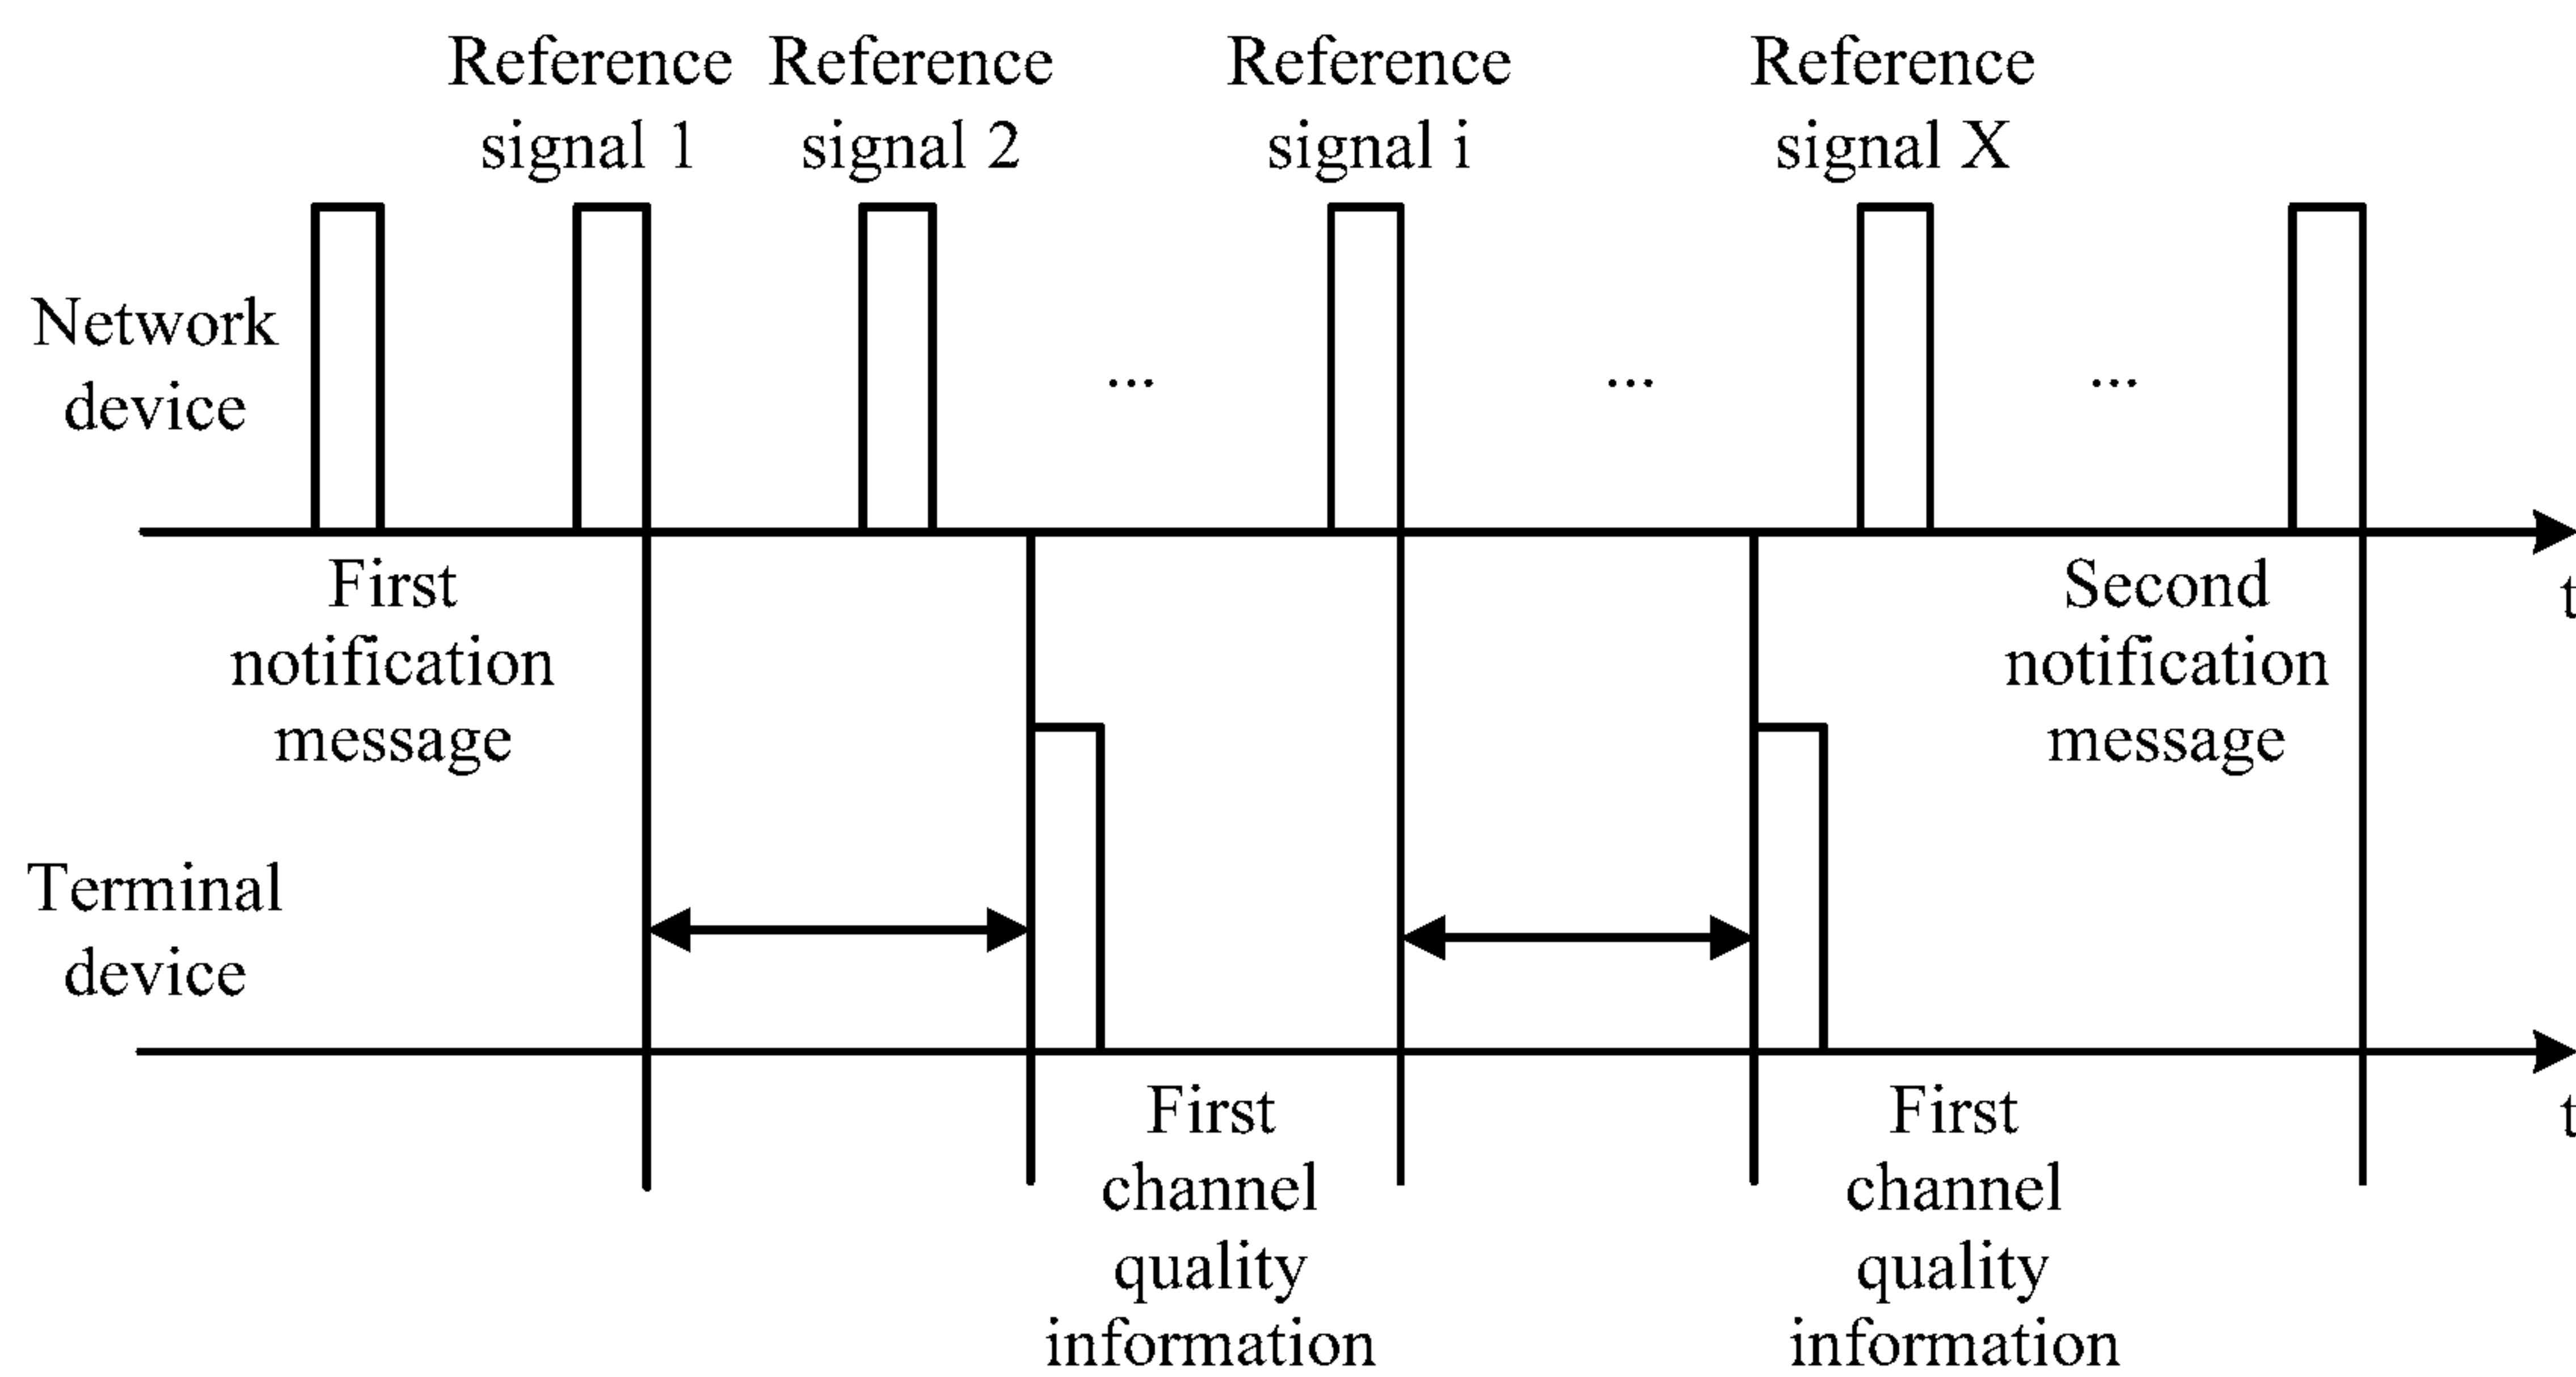 Reference
signal 1
Reference
signal 2
Reference
signal i
Reference
signal X
Network
device
...
...
...
First
notification
message
Second
notification
message
t
Terminal
device
First
channel
quality
information
First
channel
quality
information
t